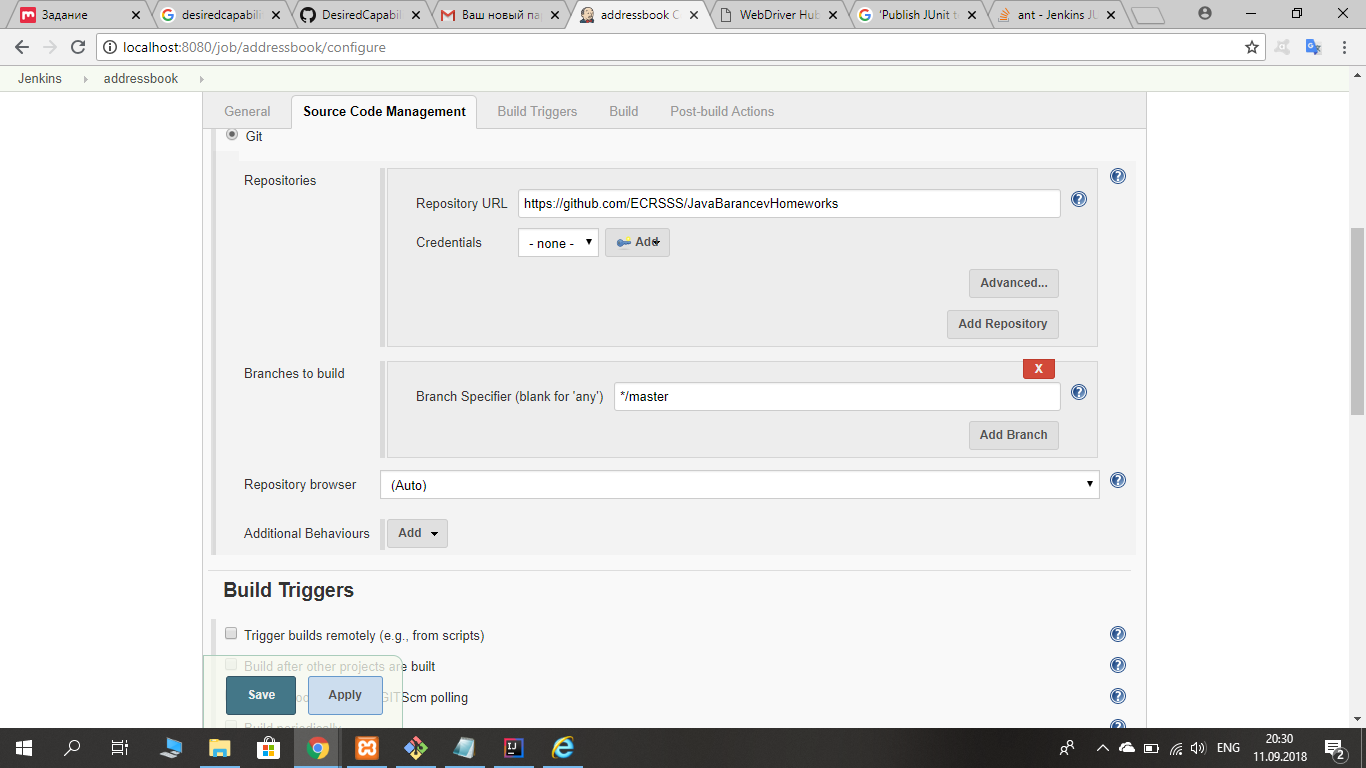 Задание
desiredcapabili
DesiredCapabil
Ваш новый па
addressbook C
WebDriver Hub
'Publish JUnit t
ant - Jenkins JU
localhost:8080/job/addressbook/configure
Jenkins addressbook
General Source Code Management Build Triggers Build Post-build Actions
Git
Repositories
Repository URL https://github.com/ECRSSS/JavaBarancevHomeworks
Credentials - none - Add
Advanced...
Add Repository
Branches to build
X
Branch Specifier (blank for 'any') */master
Add Branch
Repository browser (Auto)
Additional Behaviours Add
Build Triggers
Trigger builds remotely (e.g., from scripts)
Build after other projects are built
GITScm polling
Build periodically
Save Apply
ENG
20:30
11.09.2018
2